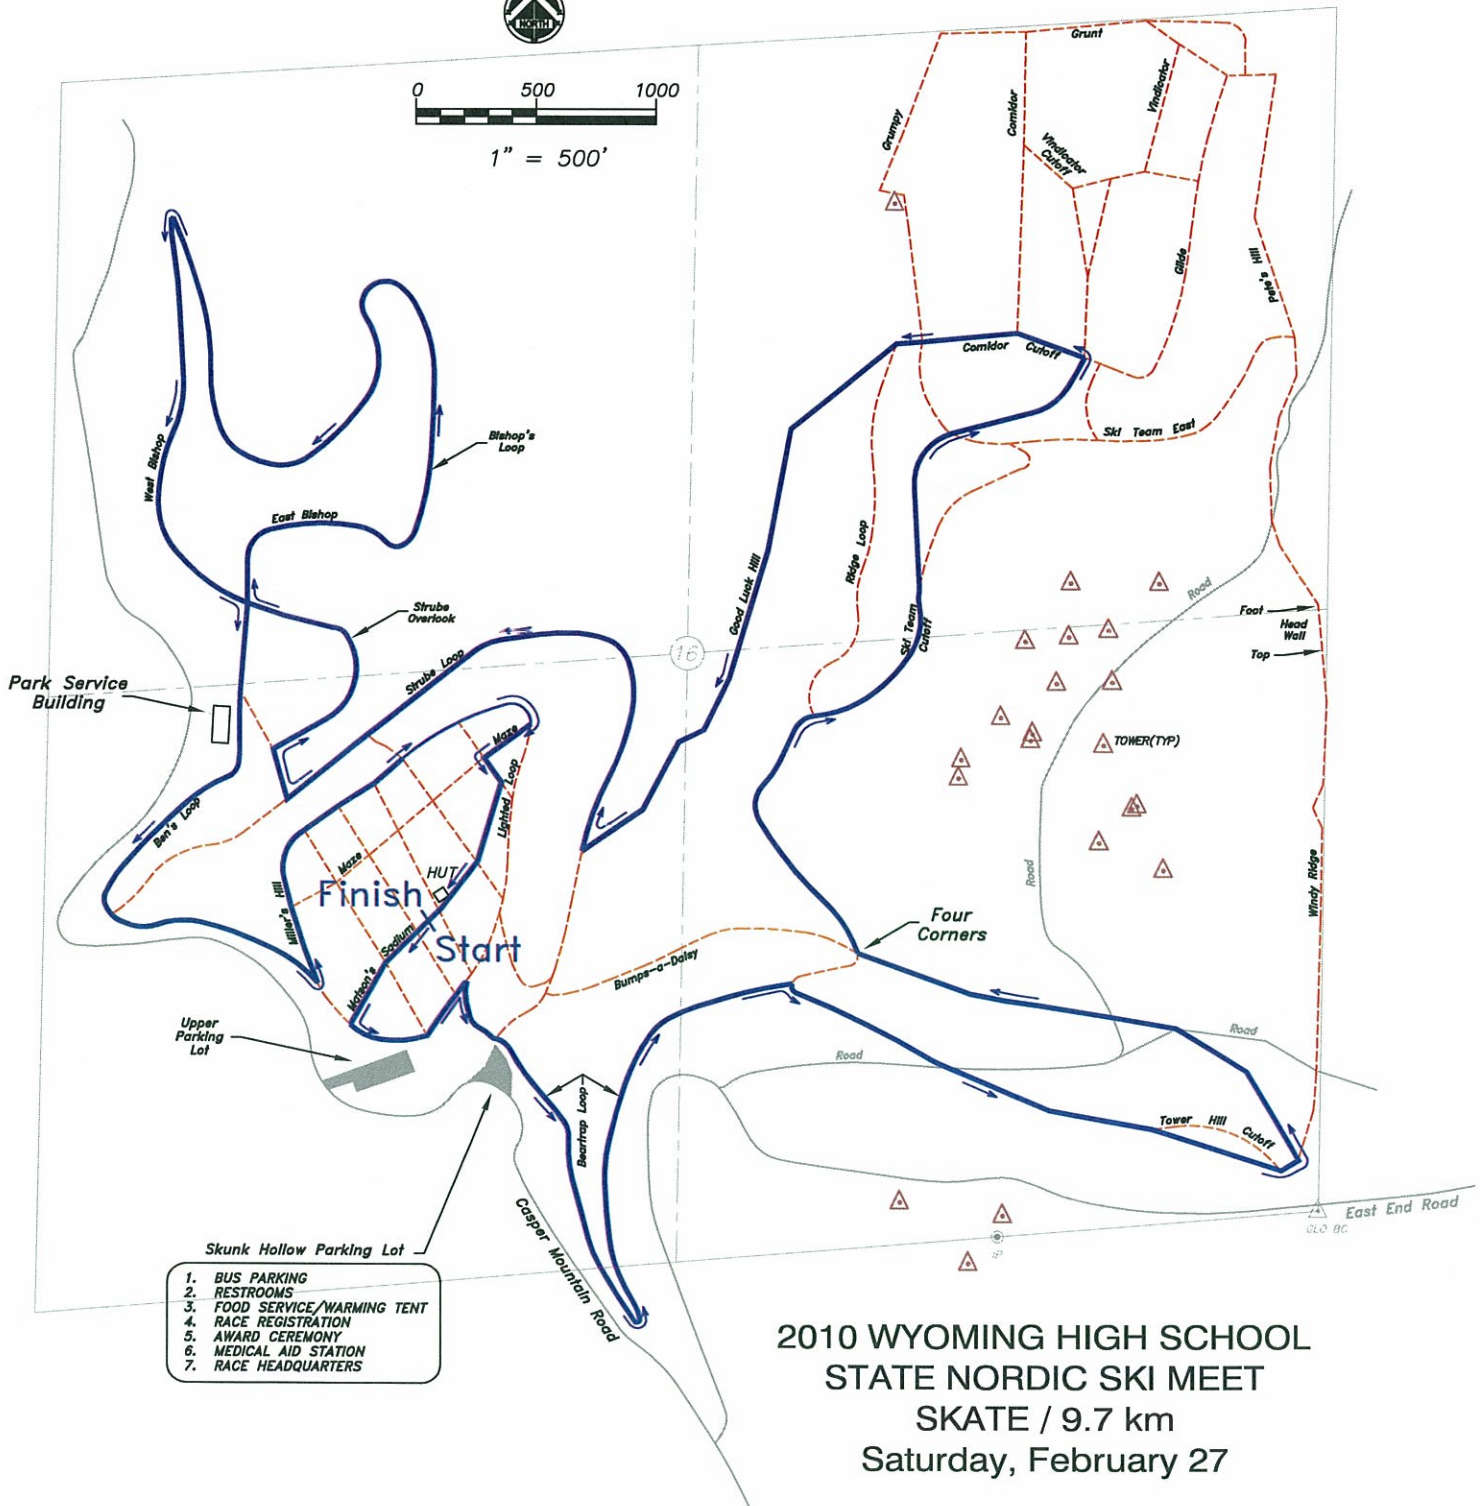 NORTH
0 500 1000
1" = 500'
Grunt
Grumpy
Comidor
Vindicator
Vindicator
Cutoff
Glide
Pete's Hill
Comidor Cutoff
Ski Team East
West Bishop
Bishop's
Loop
East Bishop
Strube
Overlook
Strube Loop
Good Luck Hill
Ridge Loop
Ski Team
Cutoff
16
Road
Foot
Head
Wall
Top
Park Service
Building
TOWER(TYP)
Maze
Lighted Loop
Ben's Loop
Maze
HUT
Miller's Hill
Finish
Start
Matson's Sodium
Road
Windy Ridge
Four
Corners
Bumps-a-Daisy
Upper
Parking
Lot
Road
Road
Beartrap Loop
Tower Hill Cutoff
East End Road
GLO BC
IP
Casper Mountain Road
Skunk Hollow Parking Lot
1. BUS PARKING
2. RESTROOMS
3. FOOD SERVICE/WARMING TENT
4. RACE REGISTRATION
5. AWARD CEREMONY
6. MEDICAL AID STATION
7. RACE HEADQUARTERS
2010 WYOMING HIGH SCHOOL
STATE NORDIC SKI MEET
SKATE / 9.7 km
Saturday, February 27